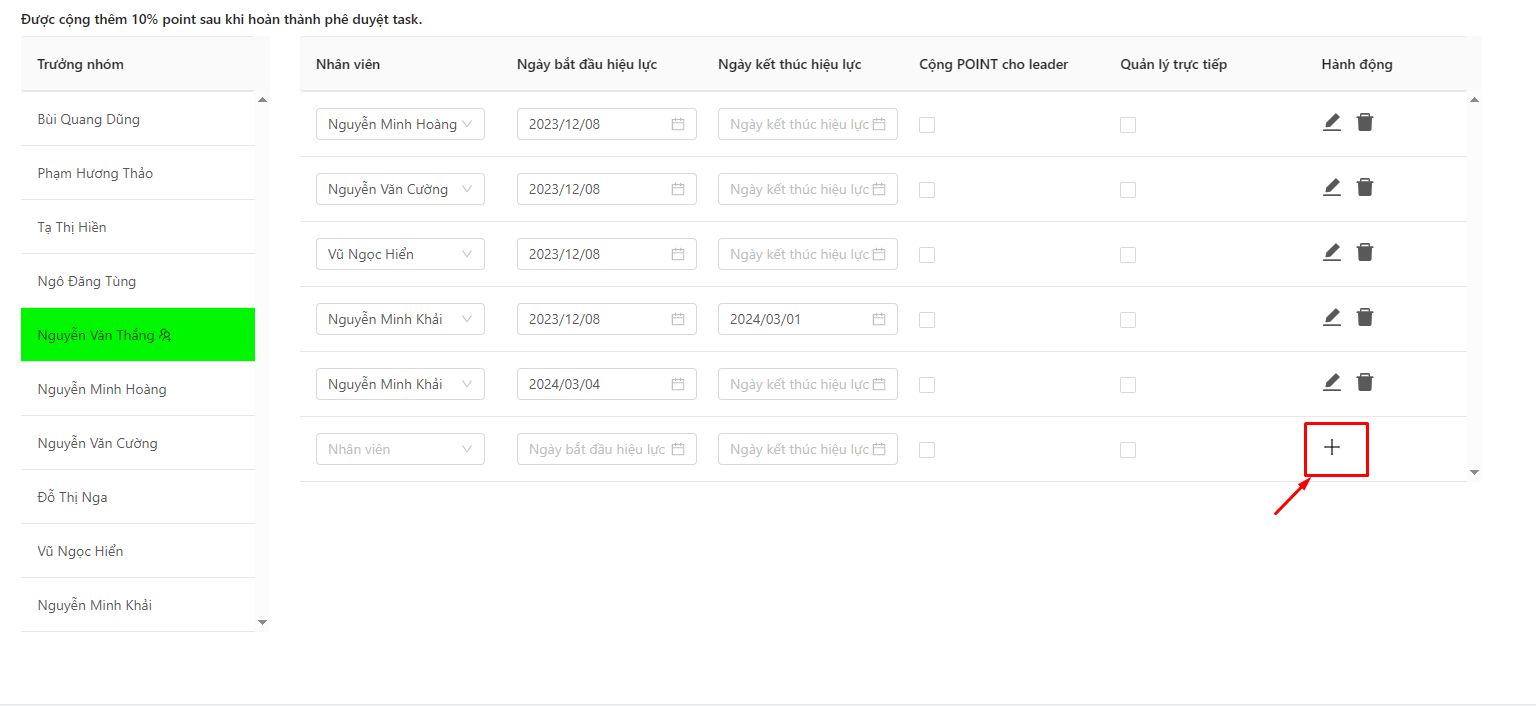 Được cộng thêm 10% point sau khi hoàn thành phê duyệt task.
Trưởng nhóm
Bùi Quang Dũng
Phạm Hương Thảo
Tạ Thị Hiền
Ngô Đăng Tùng
Nguyễn Văn Thắng
Nguyễn Minh Hoàng
Nguyễn Văn Cường
Đỗ Thị Nga
Vũ Ngọc Hiển
Nguyễn Minh Khải
Nhân viên Ngày bắt đầu hiệu lực Ngày kết thúc hiệu lực Cộng POINT cho leader Quản lý trực tiếp Hành động
Nguyễn Minh Hoàng 2023/12/08 Ngày kết thúc hiệu lực
Nguyễn Văn Cường 2023/12/08 Ngày kết thúc hiệu lực
Vũ Ngọc Hiển 2023/12/08 Ngày kết thúc hiệu lực
Nguyễn Minh Khải 2023/12/08 2024/03/01
Nguyễn Minh Khải 2024/03/04 Ngày kết thúc hiệu lực
Nhân viên Ngày bắt đầu hiệu lực Ngày kết thúc hiệu lực